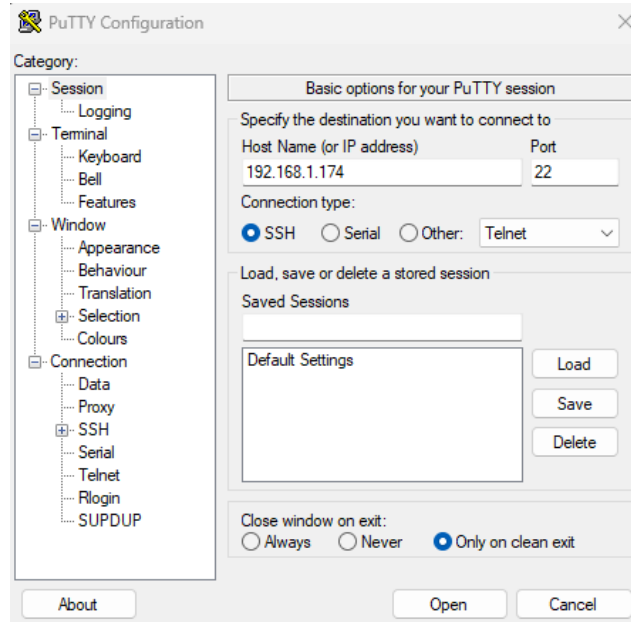 PuTTY Configuration
Category:
Session
Logging
Terminal
Keyboard
Bell
Features
Window
Appearance
Behaviour
Translation
Selection
Colours
Connection
Data
Proxy
SSH
Serial
Telnet
Rlogin
SUPDUP
Basic options for your PuTTY session
Specify the destination you want to connect to
Host Name (or IP address) Port
192.168.1.174 22
Connection type:
SSH Serial Other: Telnet
Load, save or delete a stored session
Saved Sessions
Default Settings
Load
Save
Delete
Close window on exit:
Always Never Only on clean exit
About Open Cancel